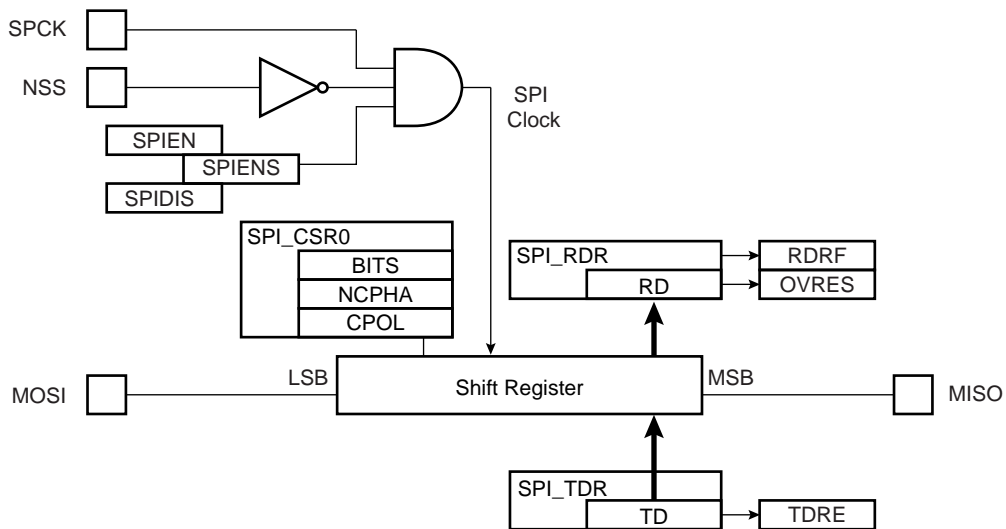 SPCK
NSS
SPI
Clock
SPIEN
SPIENS
SPIDIS
SPI_CSR0
BITS
NCPHA
CPOL
SPI_RDR
RD
RDRF
OVRES
MOSI
LSB
Shift Register
MSB
MISO
SPI_TDR
TD
TDRE